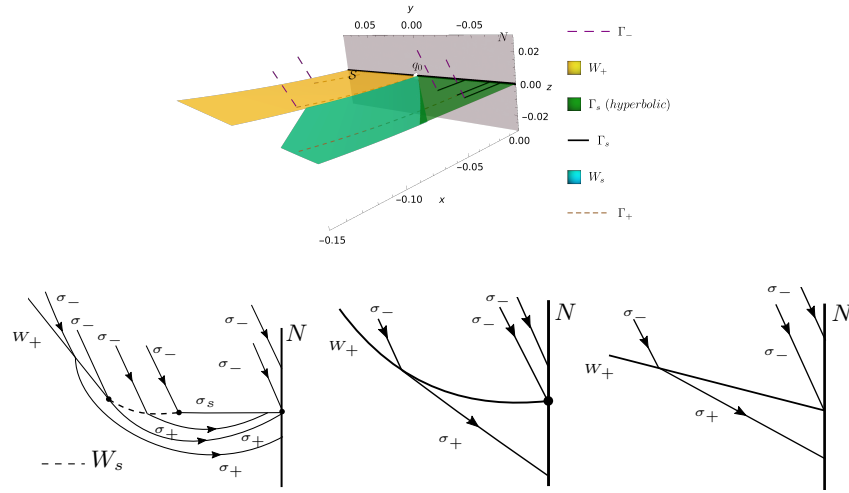 y
0.05 0.00 −0.05
N
0.02
0.00
z
−0.02
0.00
−0.05
−0.10
x
−0.15
S
q₀
Γ₋
W₊
Γₛ (hyperbolic)
Γₛ
Wₛ
Γ₊
σ₋
σ₋
σ₋
σ₋
σ₋
σ₋
W₊
N
σₛ
σ₊
σ₊
σ₊
Wₛ
σ₋
σ₋
σ₋
N
W₊
σ₊
σ₋
σ₋
σ₋
N
W₊
σ₊